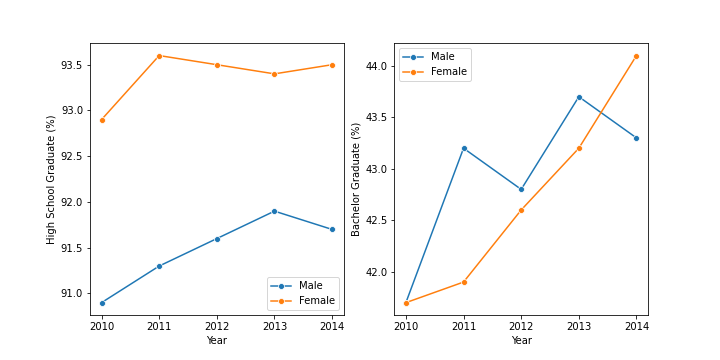 High School Graduate (%)
93.5
93.0
92.5
92.0
91.5
91.0
2010 2011 2012 2013 2014
Year
Male
Female
Bachelor Graduate (%)
44.0
43.5
43.0
42.5
42.0
2010 2011 2012 2013 2014
Year
Male
Female